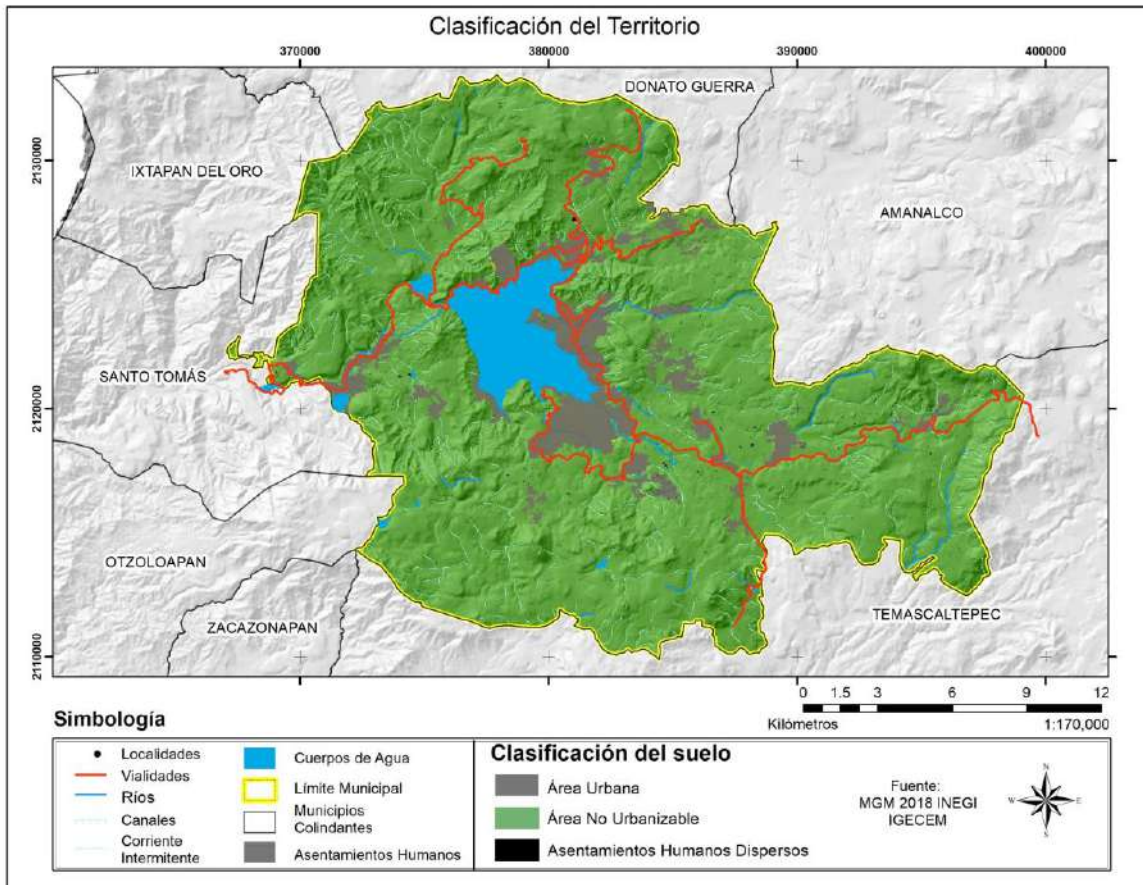 Clasificación del Territorio
370000
380000
390000
400000
2130000
2120000
2110000
DONATO GUERRA
IXTAPAN DEL ORO
AMANALCO
SANTO TOMÁS
OTZOLOAPAN
ZACAZONAPAN
TEMASCALTEPEC
0 1.5 3 6 9 12
Kilómetros
1:170,000
Simbología
Localidades
Vialidades
Ríos
Canales
Corriente
Intermitente
Cuerpos de Agua
Límite Municipal
Municipios
Colindantes
Asentamientos Humanos
Clasificación del suelo
Área Urbana
Área No Urbanizable
Asentamientos Humanos Dispersos
Fuente:
MGM 2018 INEGI
IGECEM
N
W
E
S